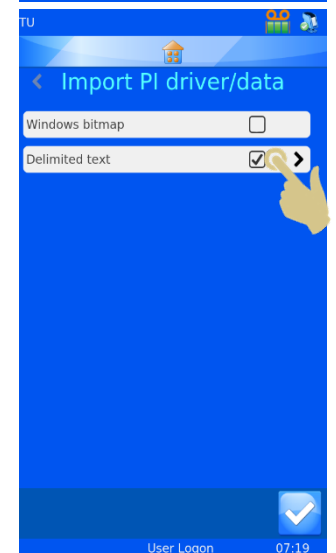 TU
Import PI driver/data
Windows bitmap
Delimited text
User Logon 07:19